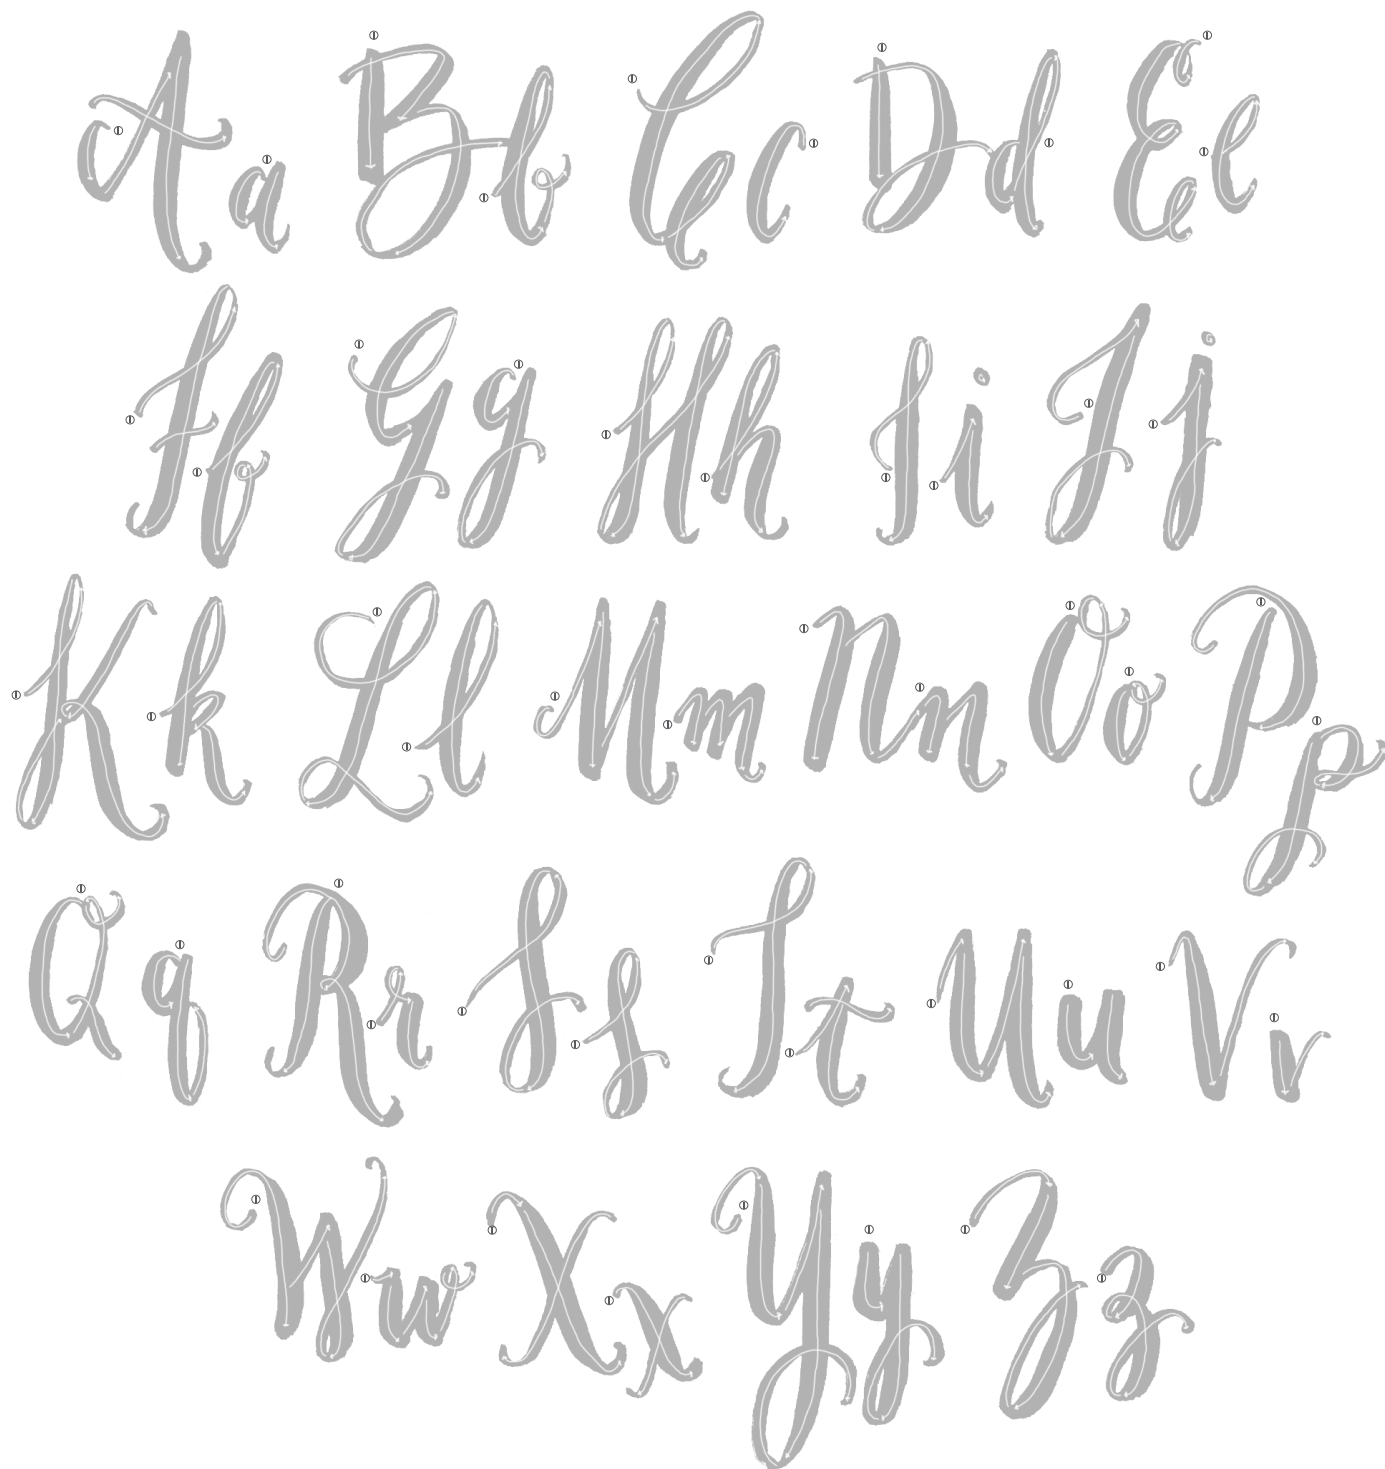 Aa Bb Cc Dd Ee
Ff Gg Hh Ii Jj
Kk Ll Mm Nn Oo Pp
Qq Rr Ss Tt Uu Vv
Ww Xx Yy Zz